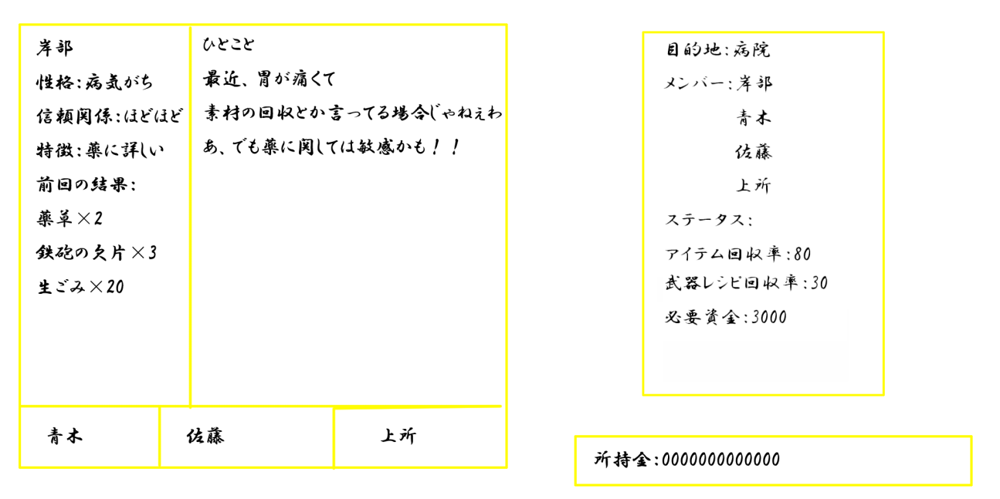 岸部
性格:病気がち
信頼関係:ほどほど
特徴:薬に詳しい
前回の結果:
薬草×2
鉄砲の欠片×3
生ごみ×20
ひとこと
最近、胃が痛くて
素材の回収とか言ってる場合じゃねえわ
あ、でも薬に関しては敏感かも！！
青木
佐藤
上所
目的地:病院
メンバー:岸部
青木
佐藤
上所
ステータス:
アイテム回収率:80
武器レシピ回収率:30
必要資金:3000
所持金:0000000000000